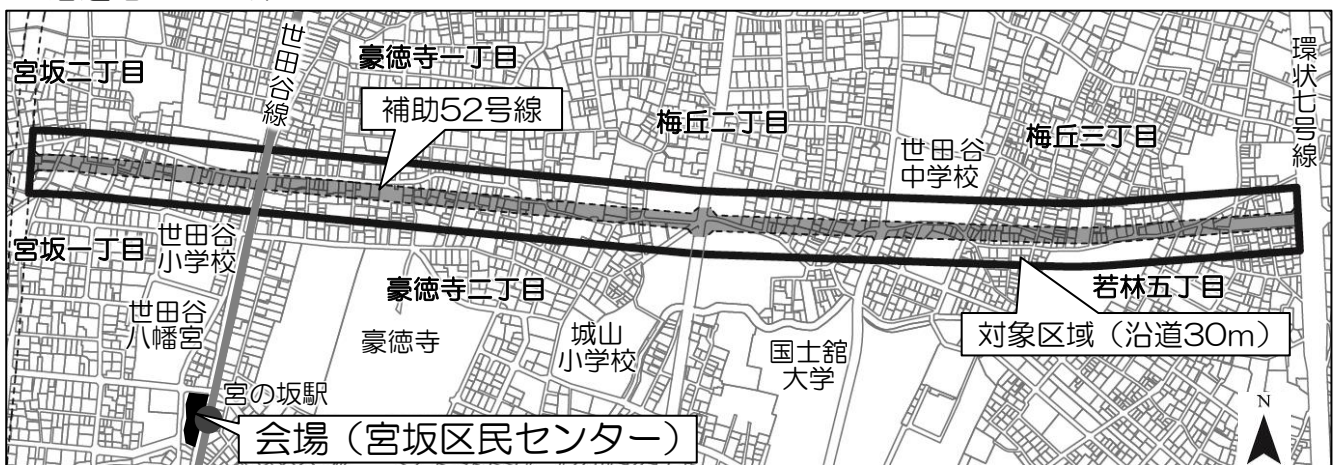 宮坂二丁目
世田谷線
豪徳寺一丁目
補助52号線
梅丘二丁目
世田谷
中学校
梅丘三丁目
環状七号線
宮坂一丁目
世田谷
小学校
世田谷
八幡宮
豪徳寺
豪徳寺二丁目
城山
小学校
国士舘
大学
若林五丁目
対象区域（沿道30m）
宮の坂駅
会場（宮坂区民センター）
N